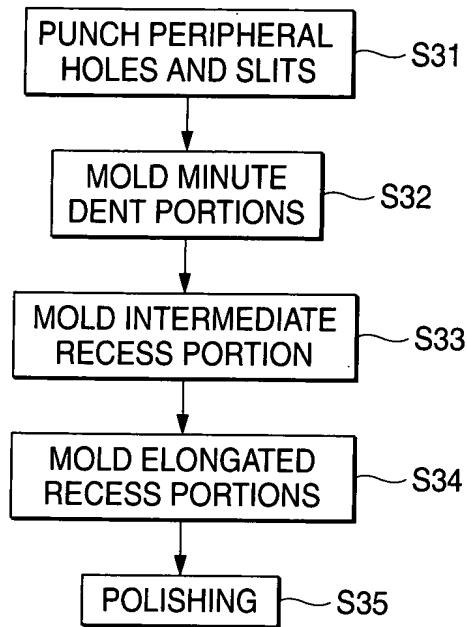 PUNCH PERIPHERAL
HOLES AND SLITS
S31
MOLD MINUTE
DENT PORTIONS
S32
MOLD INTERMEDIATE
RECESS PORTION
S33
MOLD ELONGATED
RECESS PORTIONS
S34
POLISHING
S35